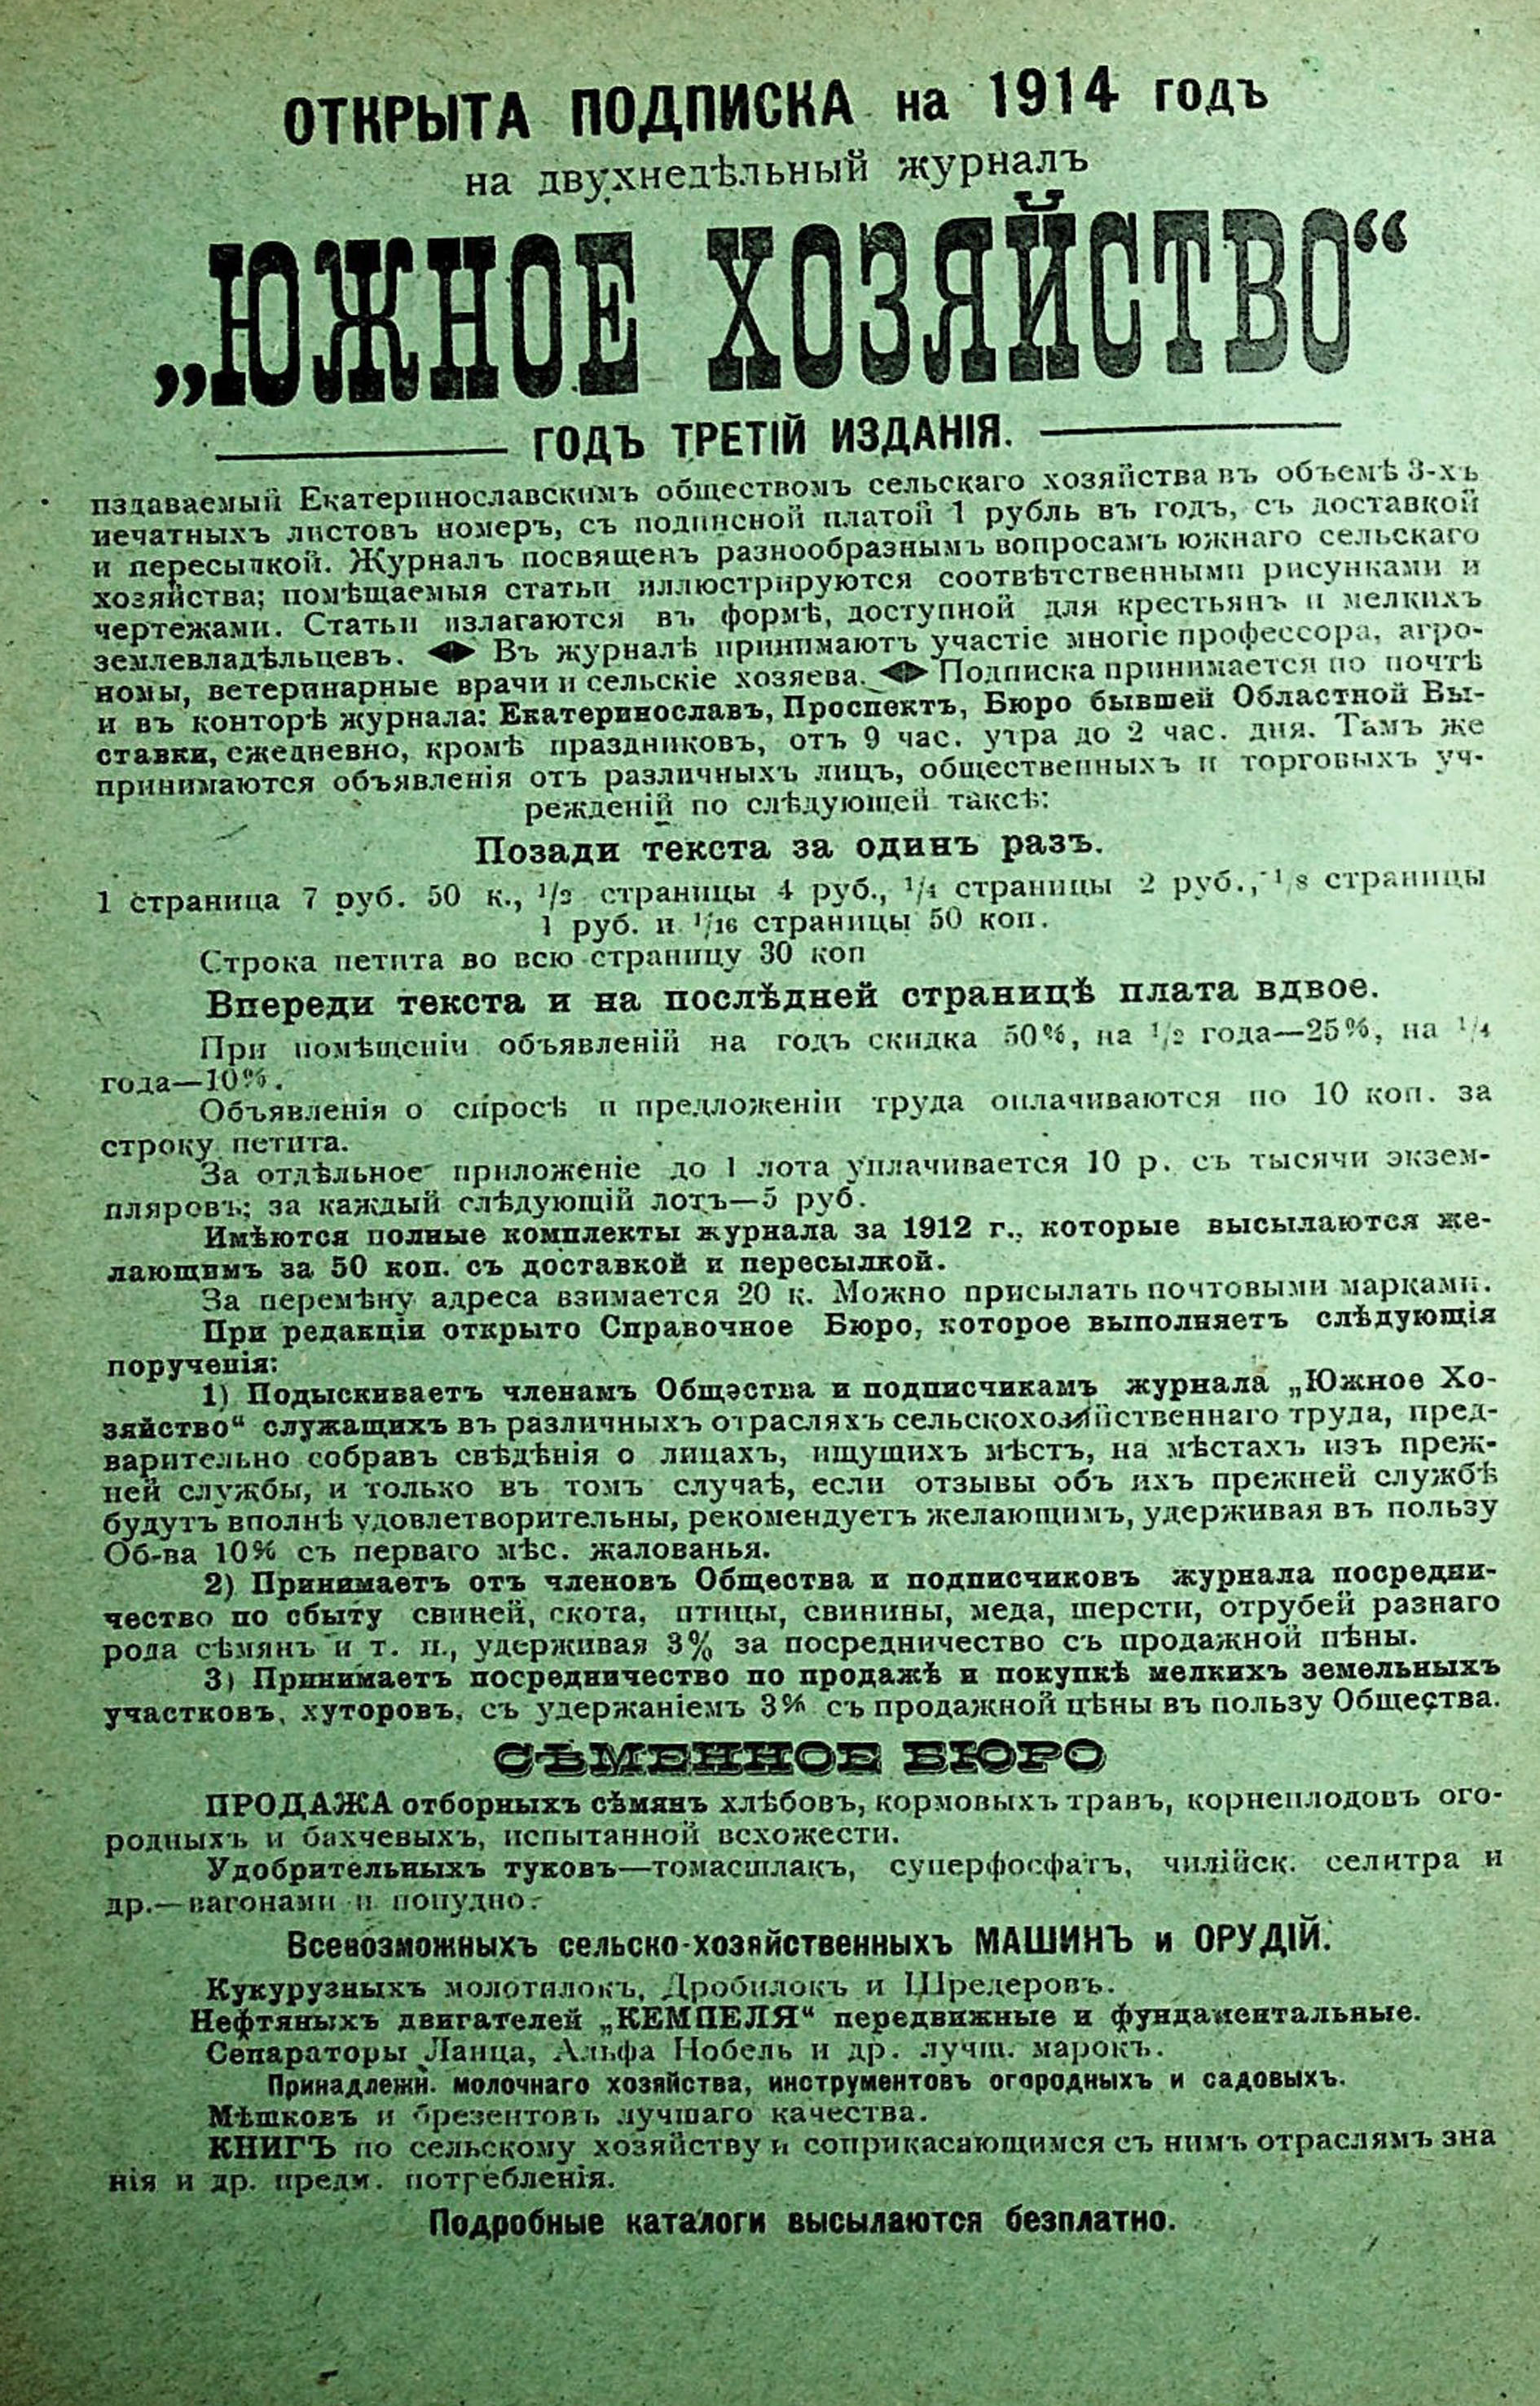 ОТКРЫТА ПОДПИСКА на 1914 годъ
на двухнедѣльный журналъ
„ЮЖНОЕ ХОЗЯЙСТВО“
ГОДЪ ТРЕТІЙ ИЗДАНІЯ.
издаваемый Екатеринославскимъ обществомъ сельскаго хозяйства въ объемѣ 3-хъ
печатныхъ листовъ номеръ, съ подписной платой 1 рубль въ годъ, съ доставкой
и пересылкой. Журналъ посвященъ разнообразнымъ вопросамъ южнаго сельскаго
хозяйства; помѣщаемыя статьи иллюстрируются соотвѣтственными рисунками и
чертежами. Статьи излагаются въ формѣ, доступной для крестьянъ и мелкихъ
землевладѣльцевъ. ◆ Въ журналѣ принимаютъ участіе многіе профессора, агро-
номы, ветеринарные врачи и сельскіе хозяева. ◆ Подписка принимается по почтѣ
и въ конторѣ журнала: Екатеринославъ, Проспектъ, Бюро бывшей Областной Вы-
ставки, ежедневно, кромѣ праздниковъ, отъ 9 час. утра до 2 час. дня. Тамъ же
принимаются объявленія отъ различныхъ лицъ, общественныхъ и торговыхъ уч-
режденій по слѣдующей таксѣ:
Позади текста за одинъ разъ.
1 страница 7 руб. 50 к., 1/2 страницы 4 руб., 1/4 страницы 2 руб., 1/8 страницы
1 руб. и 1/16 страницы 50 коп.
Строка петита во всю страницу 30 коп
Впереди текста и на послѣдней страницѣ плата вдвое.
При помѣщеніи объявленій на годъ скидка 50%, на 1/2 года—25%, на 1/4
года—10%.
Объявленія о спросѣ и предложеніи труда оплачиваются по 10 коп. за
строку петита.
За отдѣльное приложеніе до 1 лота уплачивается 10 р. съ тысячи экзем-
пляровъ; за каждый слѣдующій лотъ—5 руб.
Имѣются полные комплекты журнала за 1912 г., которые высылаются же-
лающимъ за 50 коп. съ доставкой и пересылкой.
За перемѣну адреса взимается 20 к. Можно присылать почтовыми марками.
При редакціи открыто Справочное Бюро, которое выполняетъ слѣдующія
порученія:
1) Подыскиваетъ членамъ Общества и подписчикамъ журнала „Южное Хо-
зяйство“ служащихъ въ различныхъ отрасляхъ сельскохозяйственнаго труда, пред-
варительно собравъ свѣдѣнія о лицахъ, ищущихъ мѣстъ, на мѣстахъ изъ преж-
ней службы, и только въ томъ случаѣ, если отзывы объ ихъ прежней службѣ
будутъ вполнѣ удовлетворительны, рекомендуетъ желающимъ, удерживая въ пользу
Об-ва 10% съ перваго мѣс. жалованья.
2) Принимаетъ отъ членовъ Общества и подписчиковъ журнала посредни-
чество по сбыту свиней, скота, птицы, свинины, меда, шерсти, отрубей разнаго
рода сѣмянъ и т. п., удерживая 3% за посредничество съ продажной цѣны.
3) Принимаетъ посредничество по продажѣ и покупкѣ мелкихъ земельныхъ
участковъ, хуторовъ, съ удержаніемъ 3% съ продажной цѣны въ пользу Общества.
СѢМЕННОЕ БЮРО
ПРОДАЖА отборныхъ сѣмянъ хлѣбовъ, кормовыхъ травъ, корнеплодовъ ого-
родныхъ и бахчевыхъ, испытанной всхожести.
Удобрительныхъ туковъ—томасшлакъ, суперфосфатъ, чилійск. селитра и
др.—вагонами и попудно.
Всевозможныхъ сельско-хозяйственныхъ МАШИНЪ и ОРУДІЙ.
Кукурузныхъ молотилокъ, Дробилокъ и Шредеровъ.
Нефтяныхъ двигателей „КЕМПЕЛЯ“ передвижные и фундаментальные.
Сепараторы Ланца, Альфа Нобель и др. лучш. марокъ.
Принадлежн. молочнаго хозяйства, инструментовъ огородныхъ и садовыхъ.
Мѣшковъ и брезентовъ лучшаго качества.
КНИГЪ по сельскому хозяйству и соприкасающимся съ нимъ отраслямъ зна
нія и др. предм. потребленія.
Подробные каталоги высылаются безплатно.